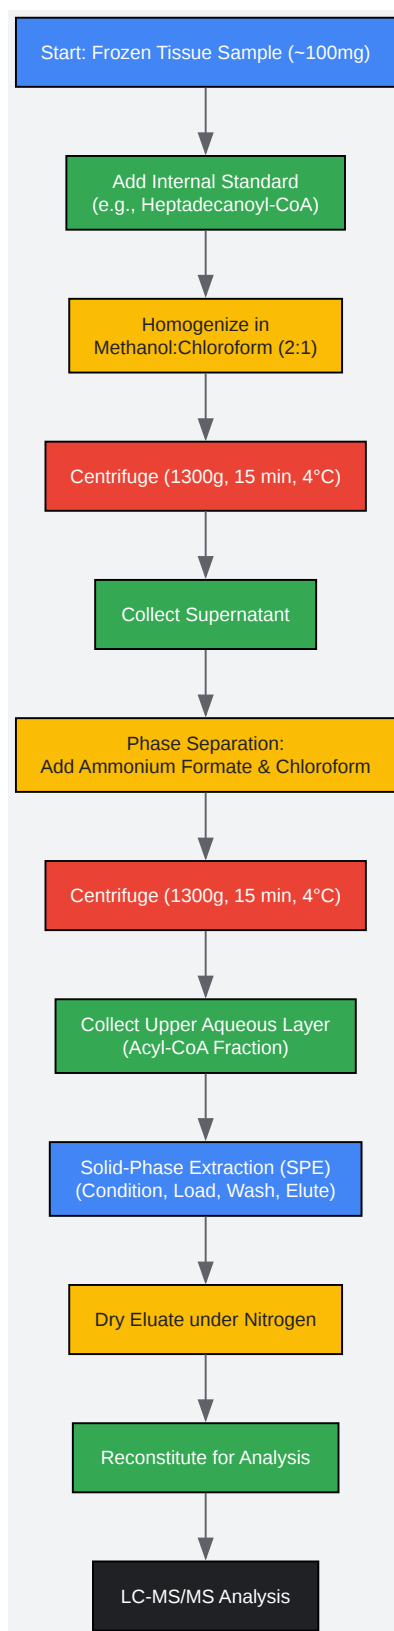 Start: Frozen Tissue Sample (~100mg)
Add Internal Standard
(e.g., Heptadecanoyl-CoA)
Homogenize in
Methanol:Chloroform (2:1)
Centrifuge (1300g, 15 min, 4°C)
Collect Supernatant
Phase Separation:
Add Ammonium Formate & Chloroform
Centrifuge (1300g, 15 min, 4°C)
Collect Upper Aqueous Layer
(Acyl-CoA Fraction)
Solid-Phase Extraction (SPE)
(Condition, Load, Wash, Elute)
Dry Eluate under Nitrogen
Reconstitute for Analysis
LC-MS/MS Analysis